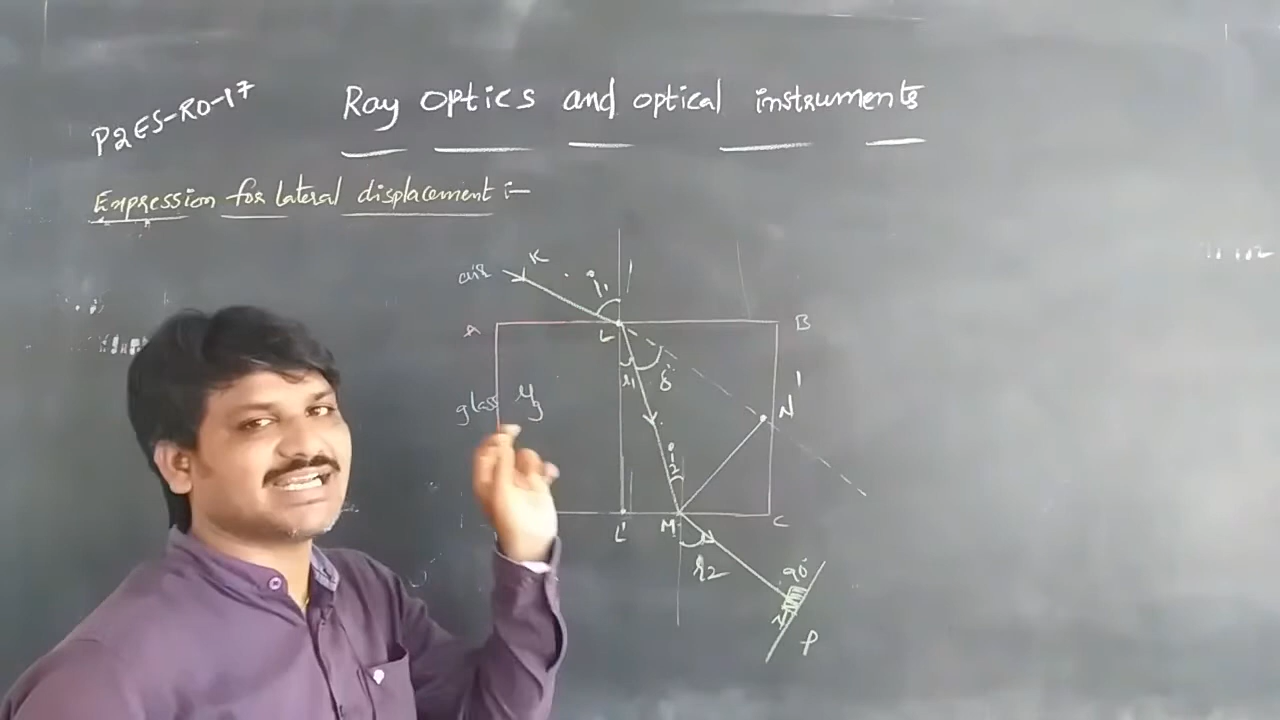 P2ES-RO-17
Ray optics and optical instruments
Expression for lateral displacement :-
air
K
i₁
A
L
B
r₁
δ
glass μg
N'
i₂
L'
M
C
r₂
90°
N
P